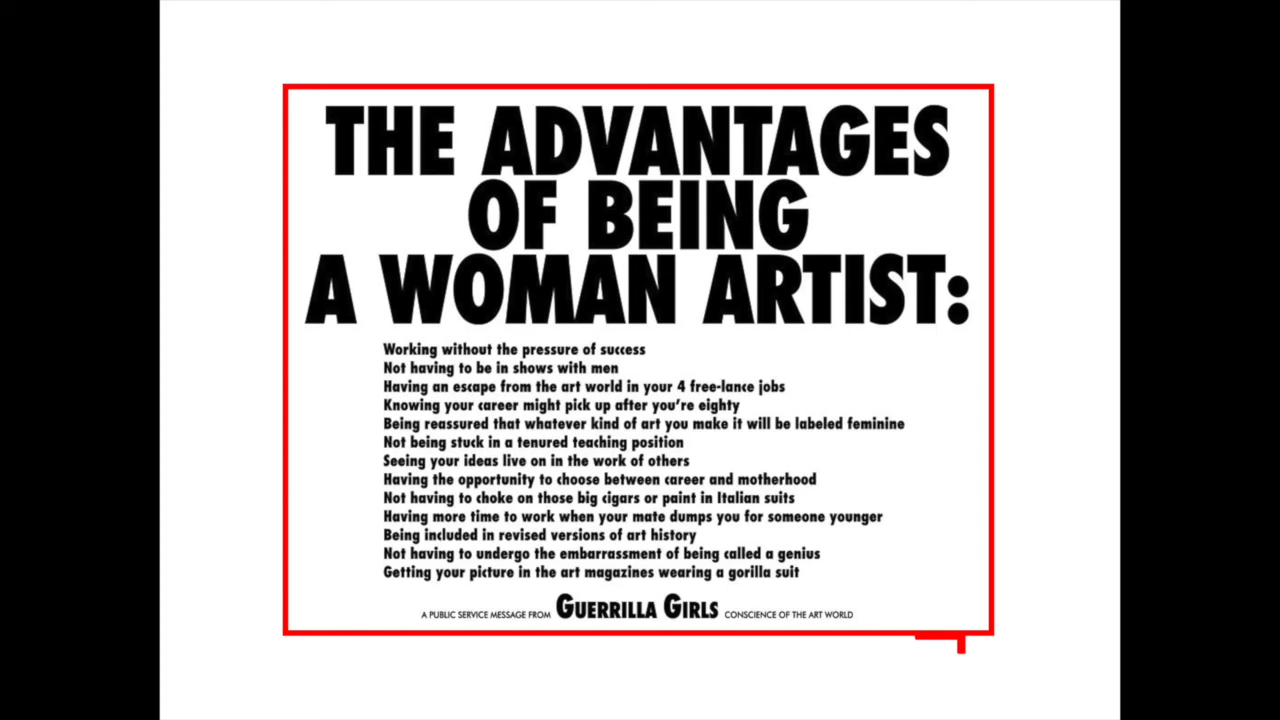 THE ADVANTAGES
OF BEING
A WOMAN ARTIST:
Working without the pressure of success
Not having to be in shows with men
Having an escape from the art world in your 4 free-lance jobs
Knowing your career might pick up after you're eighty
Being reassured that whatever kind of art you make it will be labeled feminine
Not being stuck in a tenured teaching position
Seeing your ideas live on in the work of others
Having the opportunity to choose between career and motherhood
Not having to choke on those big cigars or paint in Italian suits
Having more time to work when your mate dumps you for someone younger
Being included in revised versions of art history
Not having to undergo the embarrassment of being called a genius
Getting your picture in the art magazines wearing a gorilla suit
A PUBLIC SERVICE MESSAGE FROM GUERRILLA GIRLS CONSCIENCE OF THE ART WORLD